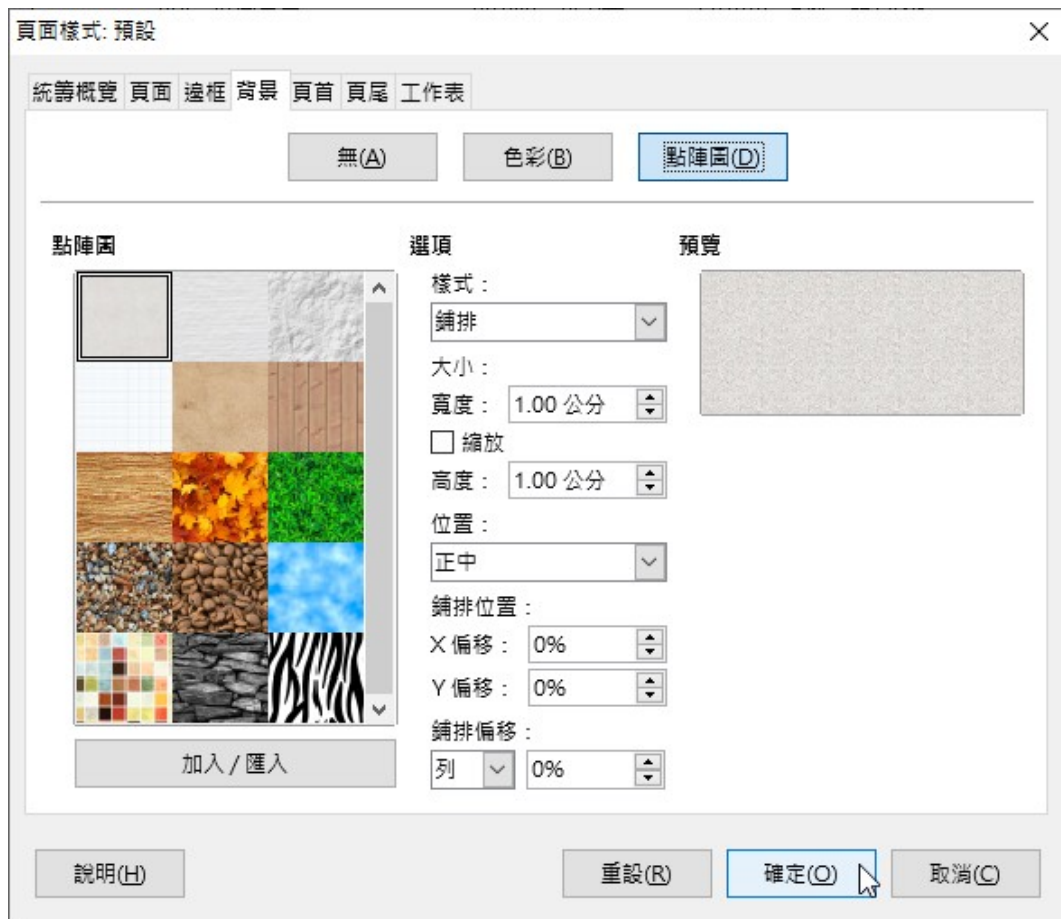 頁面樣式: 預設
統籌概覽 頁面 邊框 背景 頁首 頁尾 工作表
無(A) 色彩(B) 點陣圖(D)
點陣圖 選項 預覽
樣式：
鋪排
大小：
寬度： 1.00 公分
縮放
高度： 1.00 公分
位置：
正中
鋪排位置：
X 偏移： 0%
Y 偏移： 0%
鋪排偏移：
列 0%
加入 / 匯入
說明(H) 重設(R) 確定(O) 取消(C)